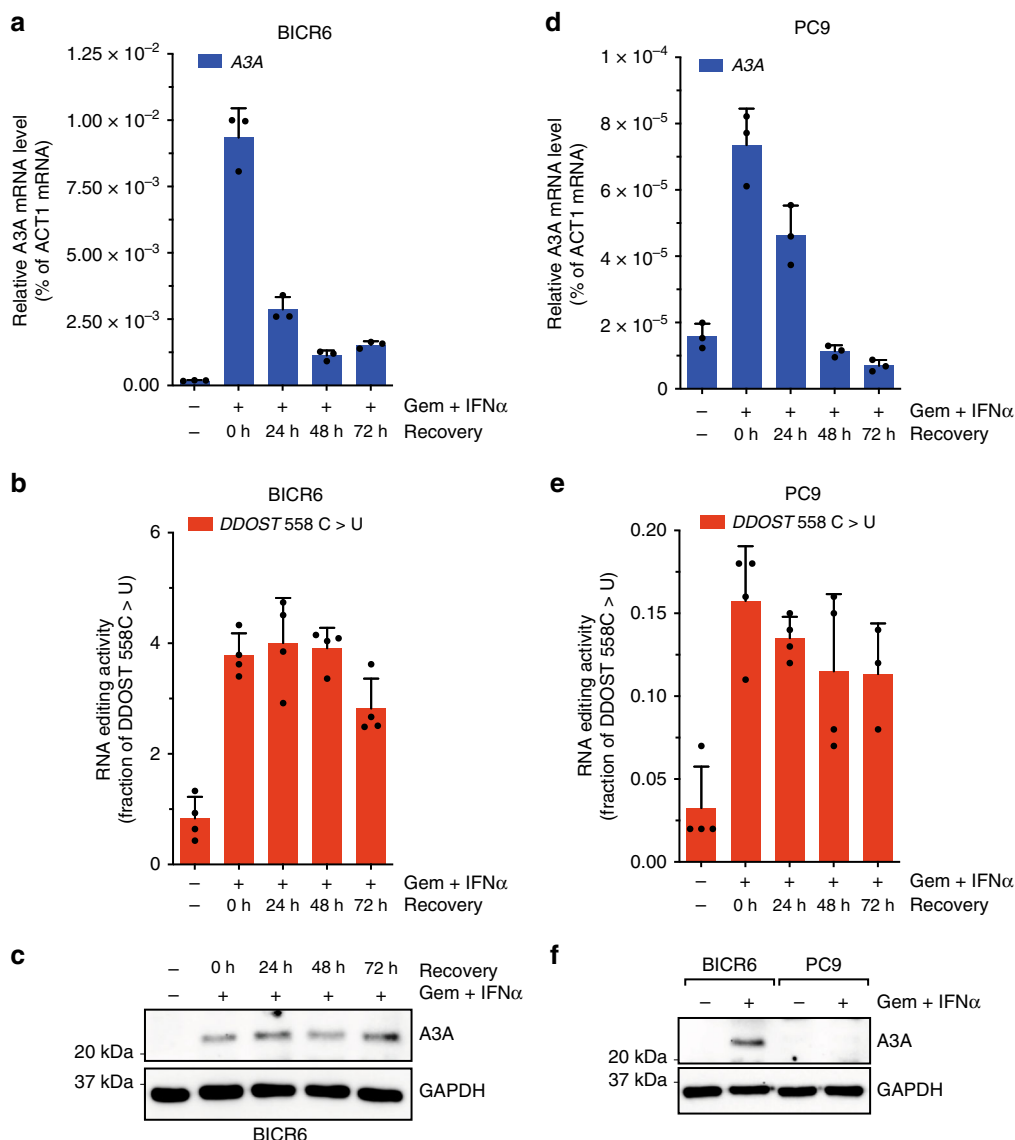 a
BICR6
A3A
Relative A3A mRNA level
(% of ACT1 mRNA)
1.25 × 10⁻²
1.00 × 10⁻²
7.50 × 10⁻³
5.00 × 10⁻³
2.50 × 10⁻³
0.00
– + + + + Gem + IFNα
– 0 h 24 h 48 h 72 h Recovery
d
PC9
A3A
Relative A3A mRNA level
(% of ACT1 mRNA)
1 × 10⁻⁴
8 × 10⁻⁵
6 × 10⁻⁵
4 × 10⁻⁵
2 × 10⁻⁵
0
– + + + + Gem + IFNα
– 0 h 24 h 48 h 72 h Recovery
b
BICR6
DDOST 558 C > U
RNA editing activity
(fraction of DDOST 558C > U)
6
4
2
0
– + + + + Gem + IFNα
– 0 h 24 h 48 h 72 h Recovery
e
PC9
DDOST 558 C > U
RNA editing activity
(fraction of DDOST 558C > U)
0.20
0.15
0.10
0.05
0.00
– + + + + Gem + IFNα
– 0 h 24 h 48 h 72 h Recovery
c
– 0 h 24 h 48 h 72 h Recovery
– + + + + Gem + IFNα
A3A
20 kDa
37 kDa
GAPDH
BICR6
f
BICR6 PC9
– + – + Gem + IFNα
A3A
20 kDa
37 kDa
GAPDH